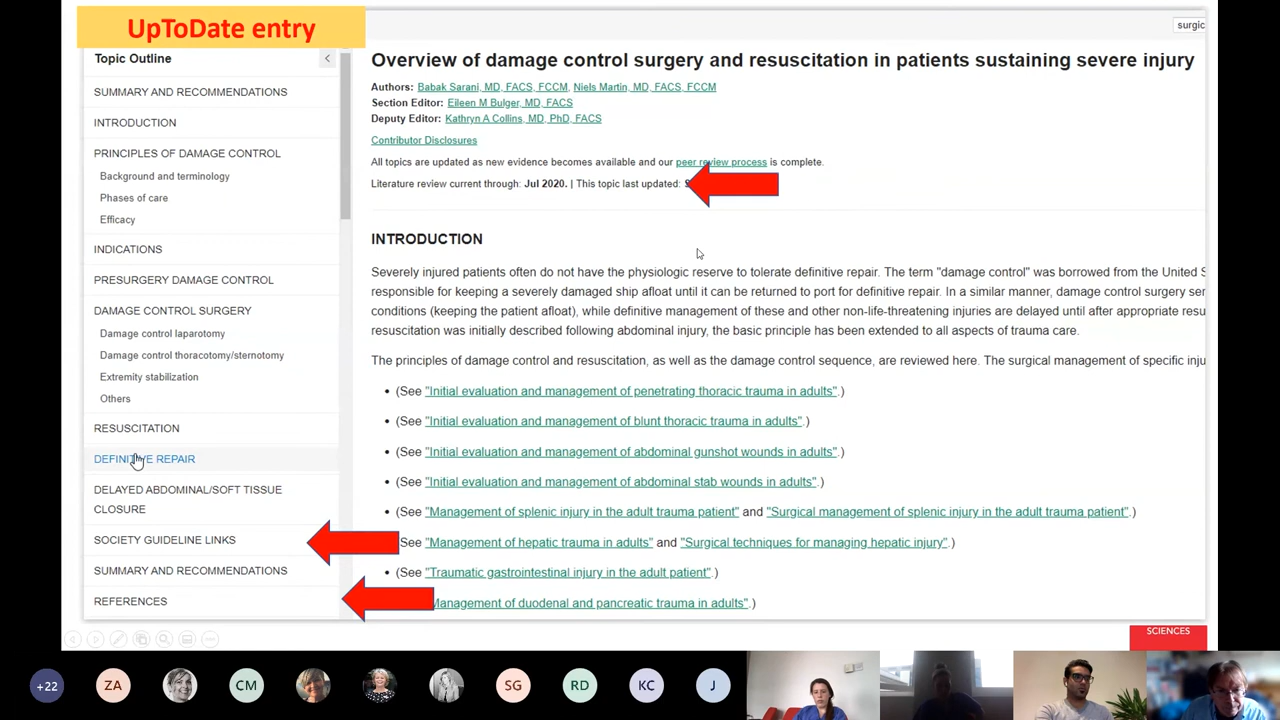 UpToDate entry
surgic
Topic Outline
SUMMARY AND RECOMMENDATIONS
INTRODUCTION
PRINCIPLES OF DAMAGE CONTROL
Background and terminology
Phases of care
Efficacy
INDICATIONS
PRESURGERY DAMAGE CONTROL
DAMAGE CONTROL SURGERY
Damage control laparotomy
Damage control thoracotomy/sternotomy
Extremity stabilization
Others
RESUSCITATION
DEFINITIVE REPAIR
DELAYED ABDOMINAL/SOFT TISSUE
CLOSURE
SOCIETY GUIDELINE LINKS
SUMMARY AND RECOMMENDATIONS
REFERENCES
Overview of damage control surgery and resuscitation in patients sustaining severe injury
Authors: Babak Sarani, MD, FACS, FCCM, Niels Martin, MD, FACS, FCCM
Section Editor: Eileen M Bulger, MD, FACS
Deputy Editor: Kathryn A Collins, MD, PhD, FACS
Contributor Disclosures
All topics are updated as new evidence becomes available and our peer review process is complete.
Literature review current through: Jul 2020. | This topic last updated:
INTRODUCTION
Severely injured patients often do not have the physiologic reserve to tolerate definitive repair. The term "damage control" was borrowed from the United S
responsible for keeping a severely damaged ship afloat until it can be returned to port for definitive repair. In a similar manner, damage control surgery ser
conditions (keeping the patient afloat), while definitive management of these and other non-life-threatening injuries are delayed until after appropriate resu
resuscitation was initially described following abdominal injury, the basic principle has been extended to all aspects of trauma care.
The principles of damage control and resuscitation, as well as the damage control sequence, are reviewed here. The surgical management of specific inju
• (See "Initial evaluation and management of penetrating thoracic trauma in adults".)
• (See "Initial evaluation and management of blunt thoracic trauma in adults".)
• (See "Initial evaluation and management of abdominal gunshot wounds in adults".)
• (See "Initial evaluation and management of abdominal stab wounds in adults".)
• (See "Management of splenic injury in the adult trauma patient" and "Surgical management of splenic injury in the adult trauma patient".)
See "Management of hepatic trauma in adults" and "Surgical techniques for managing hepatic injury".)
• (See "Traumatic gastrointestinal injury in the adult patient".)
Management of duodenal and pancreatic trauma in adults".)
SCIENCES
+22
ZA
CM
SG
RD
KC
J